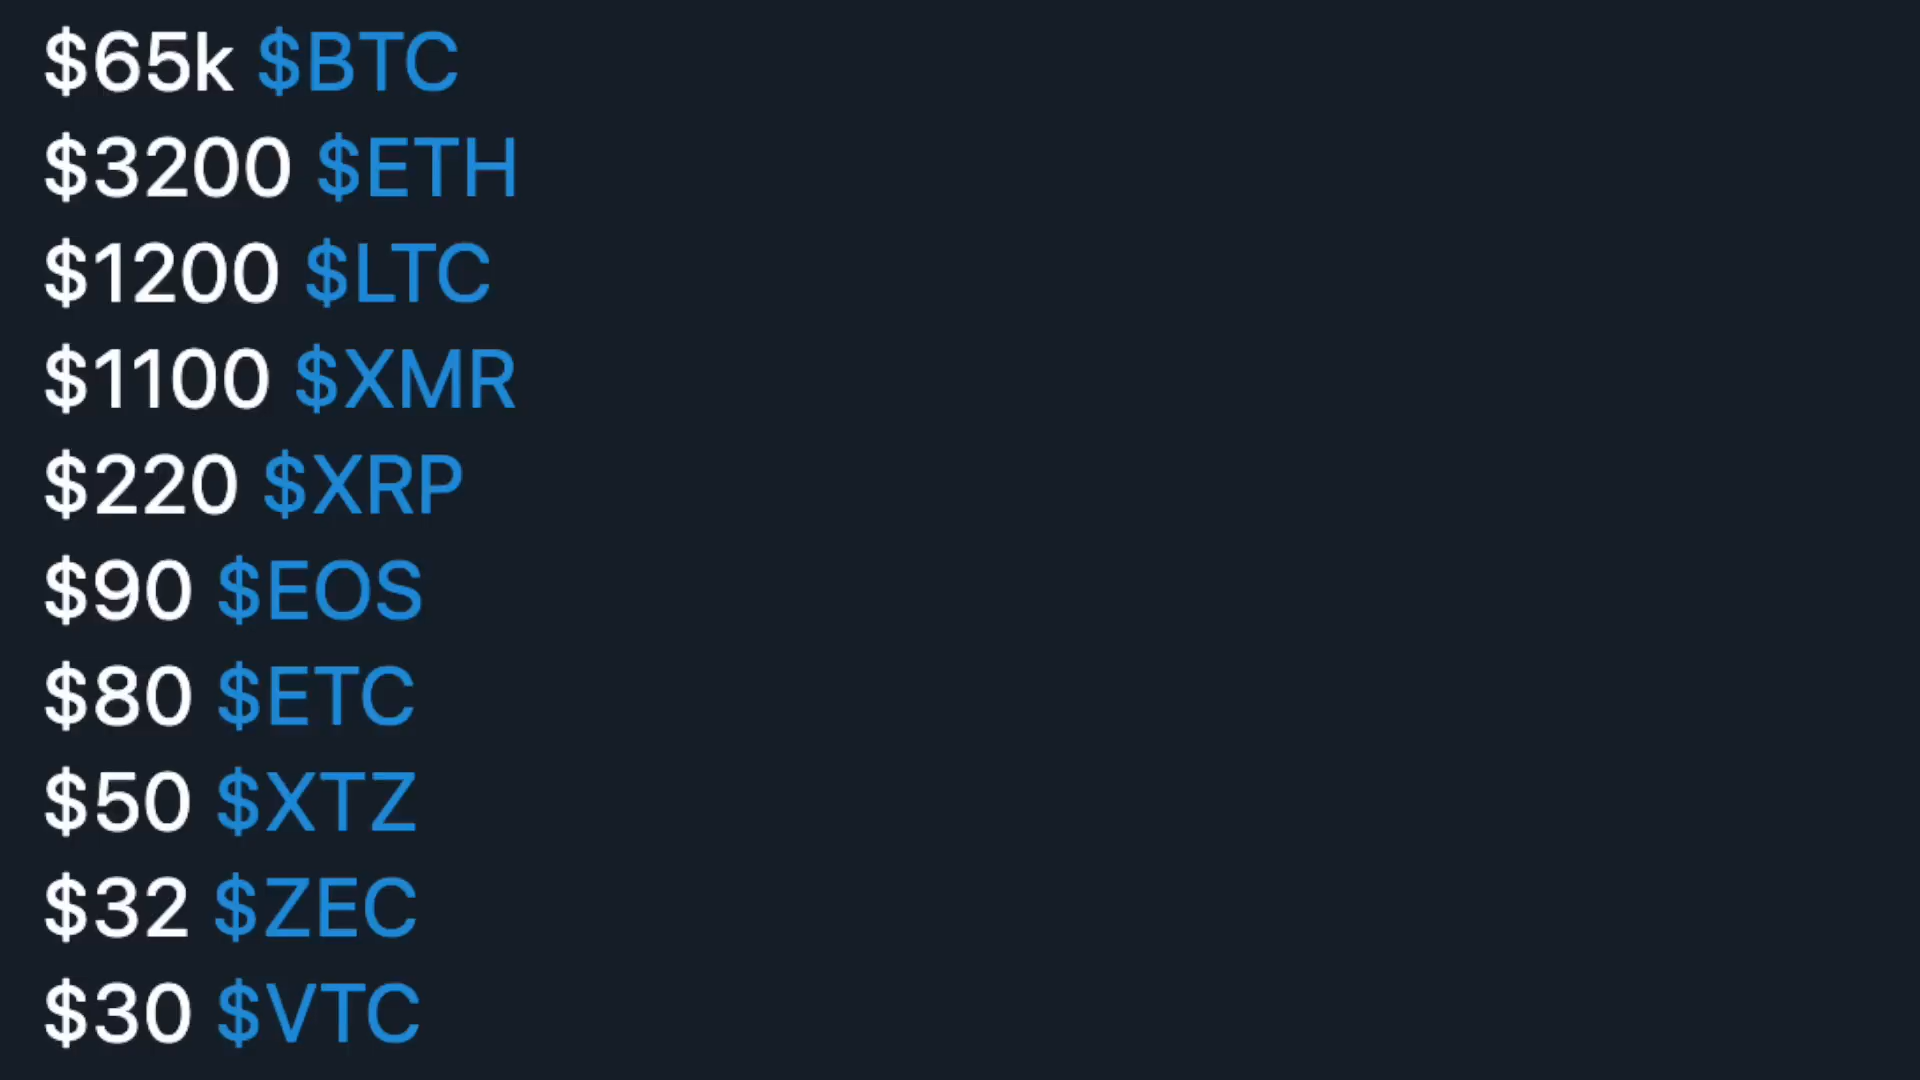 $65k $BTC
$3200 $ETH
$1200 $LTC
$1100 $XMR
$220 $XRP
$90 $EOS
$80 $ETC
$50 $XTZ
$32 $ZEC
$30 $VTC